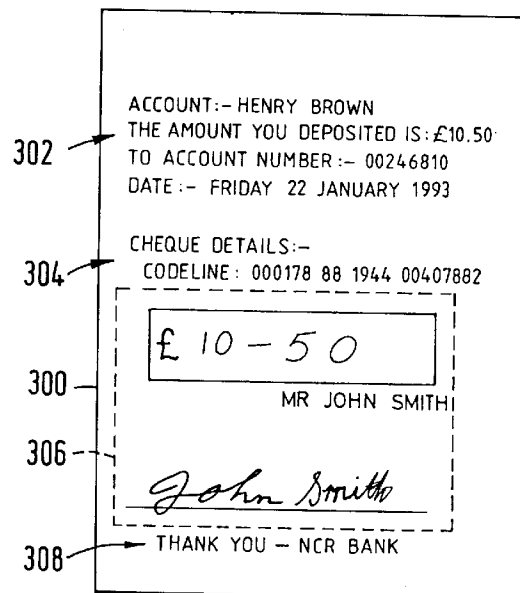 ACCOUNT:- HENRY BROWN
302
THE AMOUNT YOU DEPOSITED IS:£10.50
TO ACCOUNT NUMBER:- 00246810
DATE:- FRIDAY 22 JANUARY 1993
304
CHEQUE DETAILS:-
CODELINE: 000178 88 1944 00407882
£ 10-50
300
MR JOHN SMITH
306
John Smith
308
THANK YOU - NCR BANK